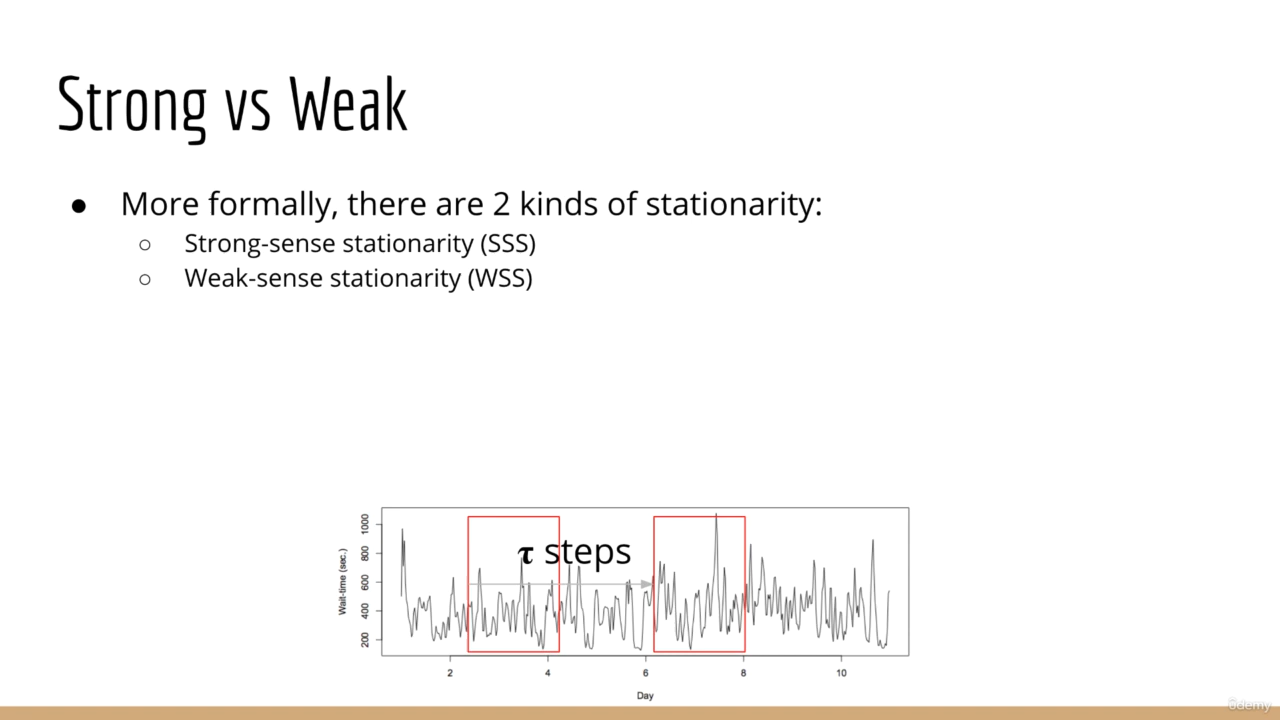 Strong vs Weak
● More formally, there are 2 kinds of stationarity:
○ Strong-sense stationarity (SSS)
○ Weak-sense stationarity (WSS)
τ steps
Wait-time (sec.)
1000
800
600
400
200
2 4 6 8 10
Day
ûdemy